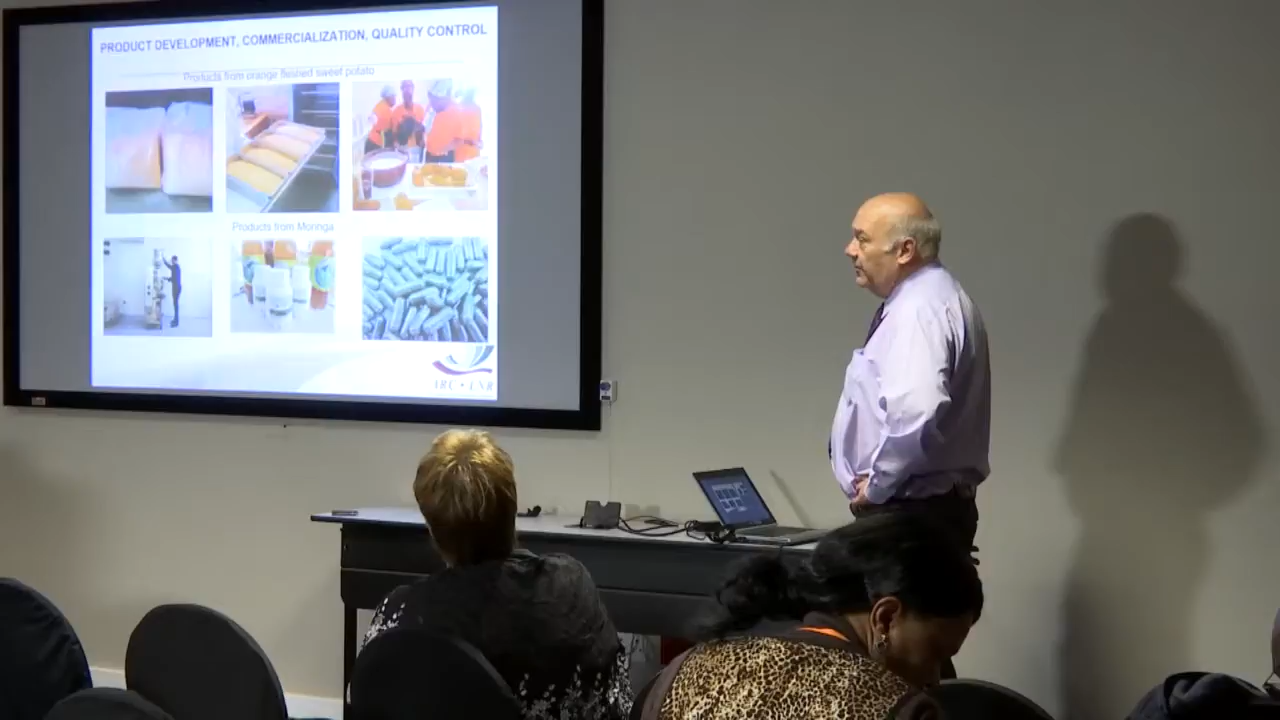 PRODUCT DEVELOPMENT, COMMERCIALIZATION, QUALITY CONTROL
Products from orange fleshed sweet potato
Products from Moringa
ARC • LNR